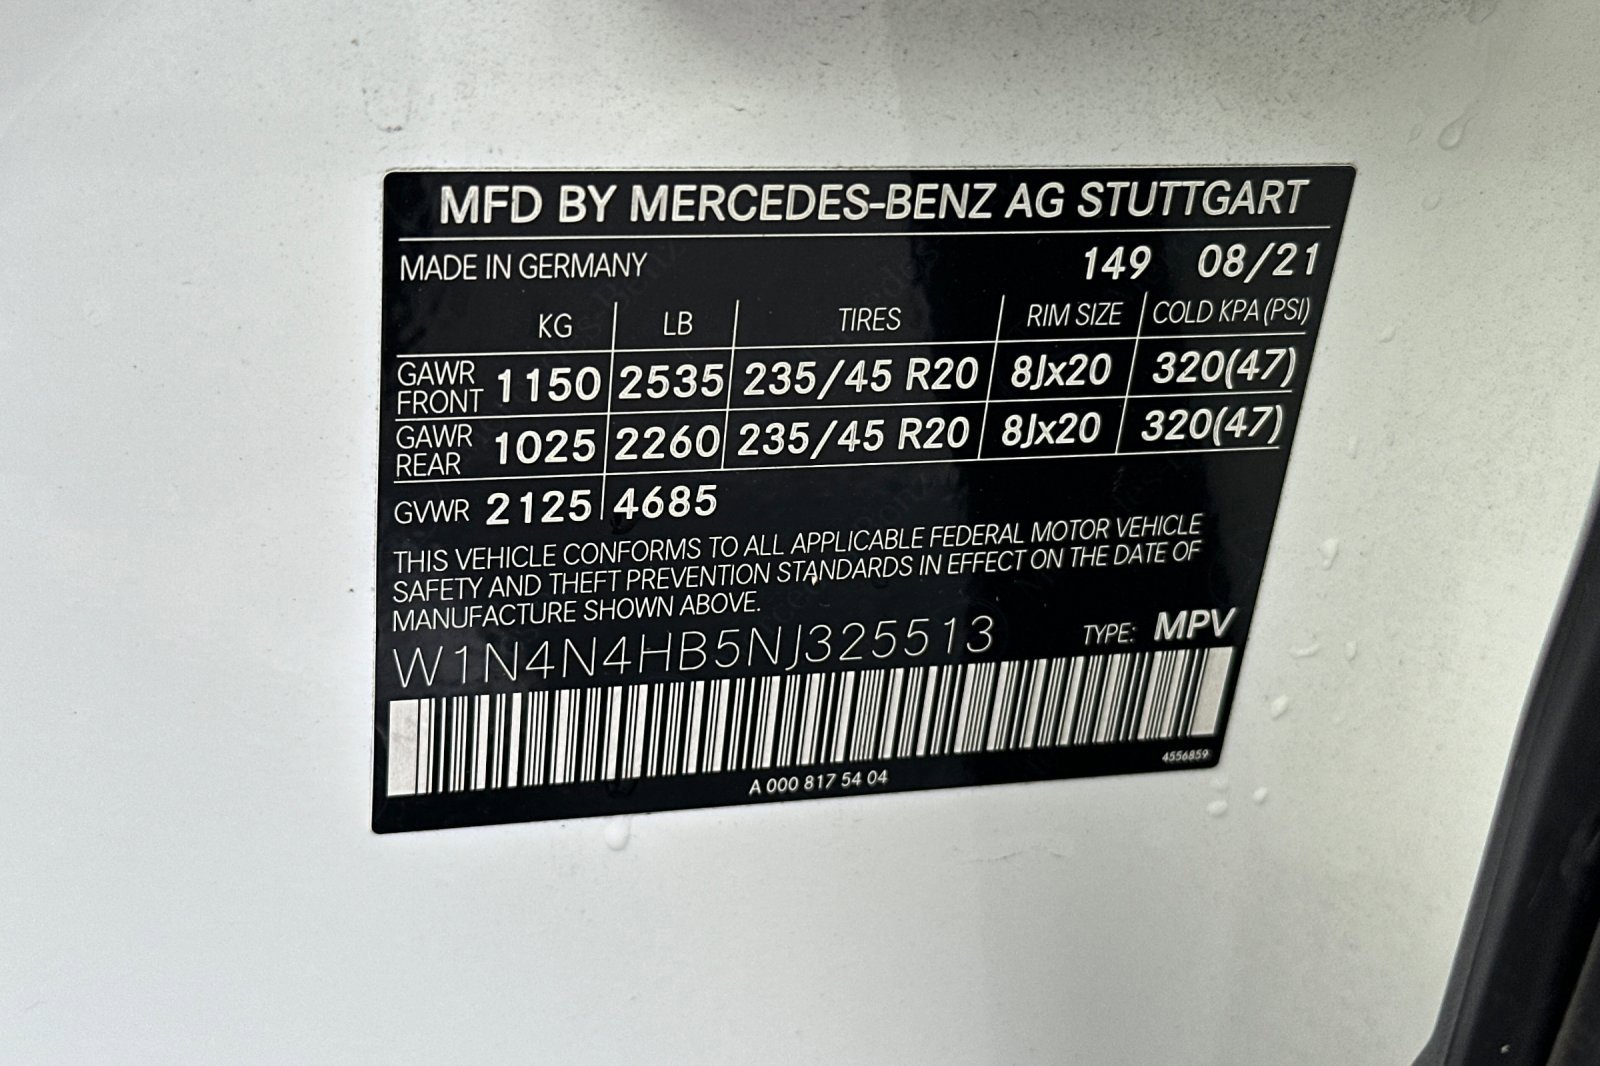 MFD BY MERCEDES-BENZ AG STUTTGART
MADE IN GERMANY 149 08/21
KG LB TIRES RIM SIZE COLD KPA (PSI)
GAWR FRONT 1150 2535 235/45 R20 8Jx20 320(47)
GAWR REAR 1025 2260 235/45 R20 8Jx20 320(47)
GVWR 2125 4685
THIS VEHICLE CONFORMS TO ALL APPLICABLE FEDERAL MOTOR VEHICLE
SAFETY AND THEFT PREVENTION STANDARDS IN EFFECT ON THE DATE OF
MANUFACTURE SHOWN ABOVE.
W1N4N4HB5NJ325513 TYPE: MPV
4556859
A 000 817 54 04